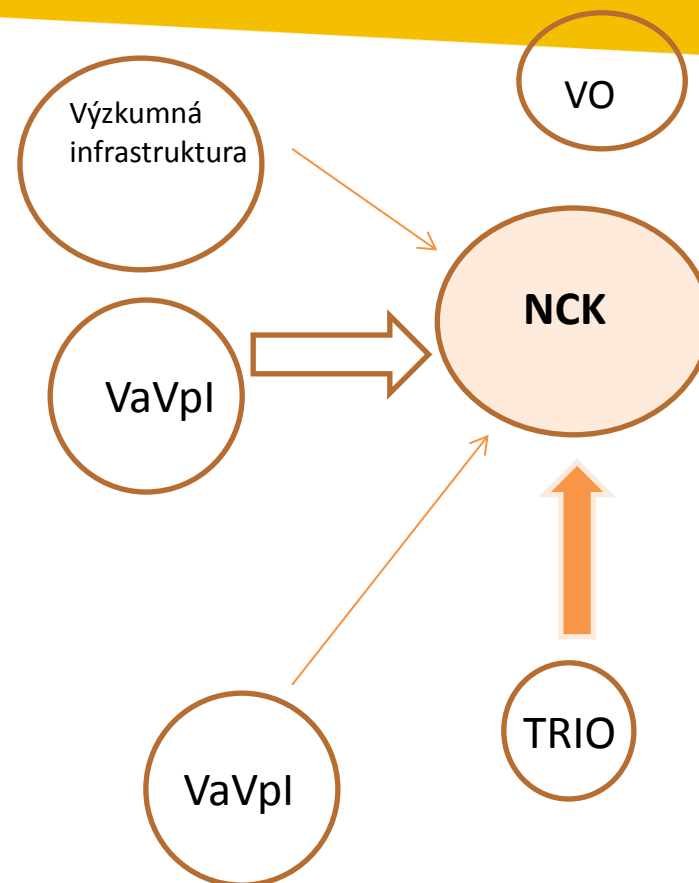 VO
Výzkumná
infrastruktura
NCK
VaVpI
TRIO
VaVpI